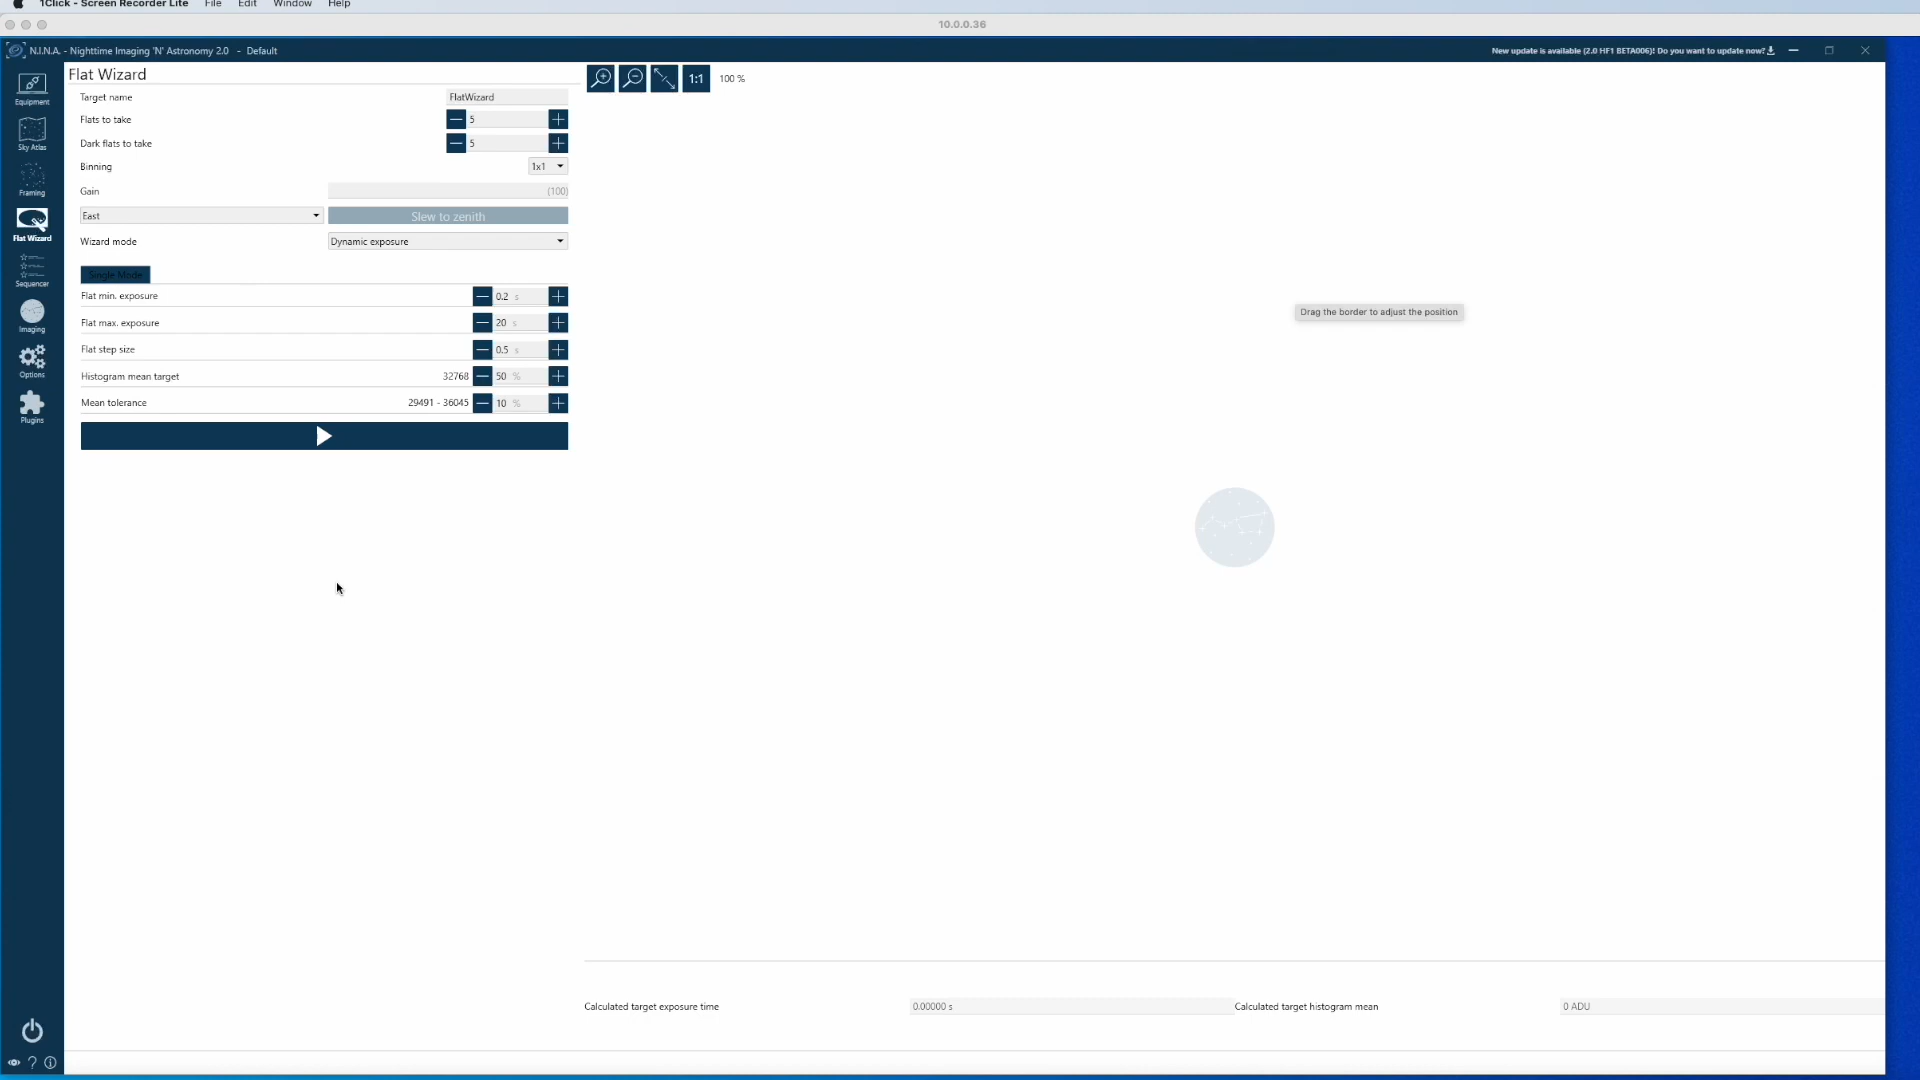 1Click - Screen Recorder Lite File Edit Window Help
10.0.0.36
N.I.N.A. - Nighttime Imaging 'N' Astronomy 2.0 - Default
New update is available (2.0 HF1 BETA006)! Do you want to update now?
Equipment
Sky Atlas
Framing
Flat Wizard
Sequencer
Imaging
Options
Plugins
Flat Wizard
Target name FlatWizard
Flats to take 5
Dark flats to take 5
Binning 1x1
Gain (100)
East Slew to zenith
Wizard mode Dynamic exposure
Single Mode
Flat min. exposure 0.2 s
Flat max. exposure 20 s
Flat step size 0.5 s
Histogram mean target 32768 50 %
Mean tolerance 29491 - 36045 10 %
1:1 100 %
Drag the border to adjust the position
Calculated target exposure time 0.00000 s Calculated target histogram mean 0 ADU